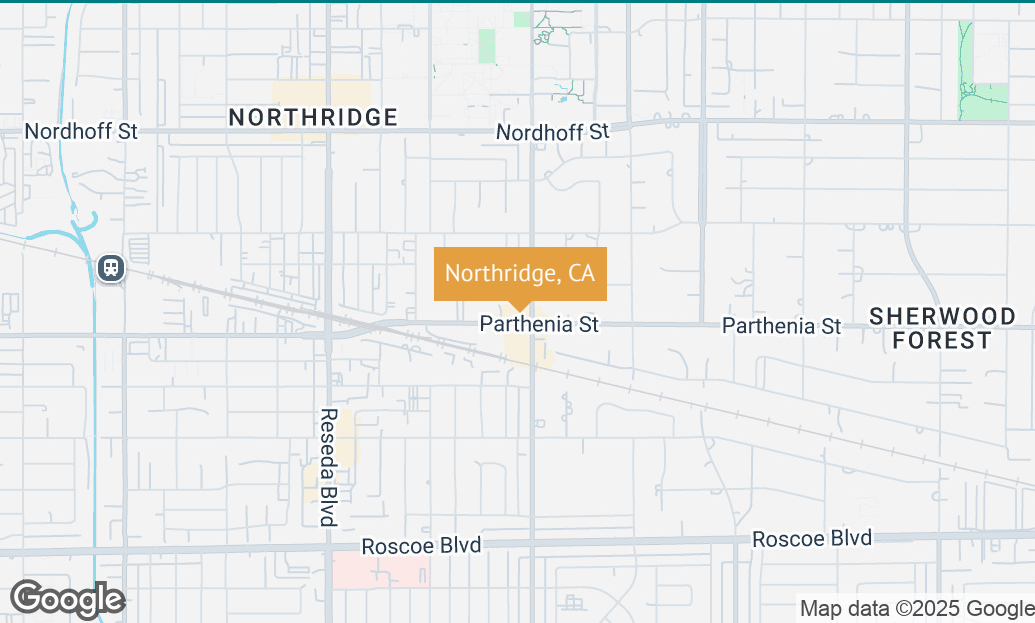 NORTHRIDGE
Nordhoff St
Nordhoff St
Northridge, CA
Parthenia St
Parthenia St
SHERWOOD
FOREST
Reseda Blvd
Roscoe Blvd
Roscoe Blvd
Google
Map data ©2025 Google